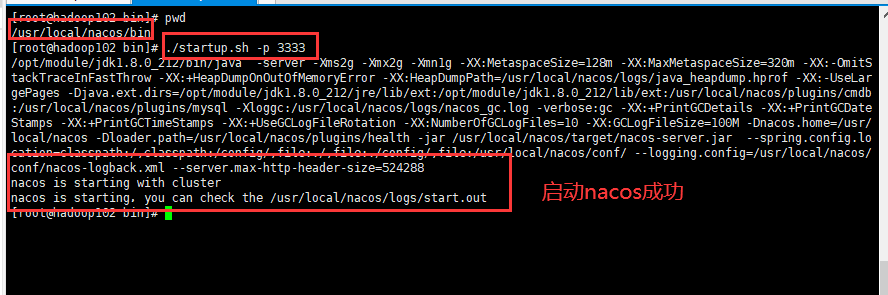 [root@hadoop102 bin]# pwd
/usr/local/nacos/bin
[root@hadoop102 bin]# ./startup.sh -p 3333
/opt/module/jdk1.8.0_212/bin/java  -server -Xms2g -Xmx2g -Xmn1g -XX:MetaspaceSize=128m -XX:MaxMetaspaceSize=320m -XX:-OmitS
tackTraceInFastThrow -XX:+HeapDumpOnOutOfMemoryError -XX:HeapDumpPath=/usr/local/nacos/logs/java_heapdump.hprof -XX:-UseLar
gePages -Djava.ext.dirs=/opt/module/jdk1.8.0_212/jre/lib/ext:/opt/module/jdk1.8.0_212/lib/ext:/usr/local/nacos/plugins/cmdb
:/usr/local/nacos/plugins/mysql -Xloggc:/usr/local/nacos/logs/nacos_gc.log -verbose:gc -XX:+PrintGCDetails -XX:+PrintGCDate
Stamps -XX:+PrintGCTimeStamps -XX:+UseGCLogFileRotation -XX:NumberOfGCLogFiles=10 -XX:GCLogFileSize=100M -Dnacos.home=/usr/
local/nacos -Dloader.path=/usr/local/nacos/plugins/health -jar /usr/local/nacos/target/nacos-server.jar  --spring.config.lo
cation=classpath:/,classpath:/config/,file:./,file:./config/,file:/usr/local/nacos/conf/ --logging.config=/usr/local/nacos/
conf/nacos-logback.xml --server.max-http-header-size=524288
nacos is starting with cluster
nacos is starting, you can check the /usr/local/nacos/logs/start.out
启动nacos成功
[root@hadoop102 bin]#